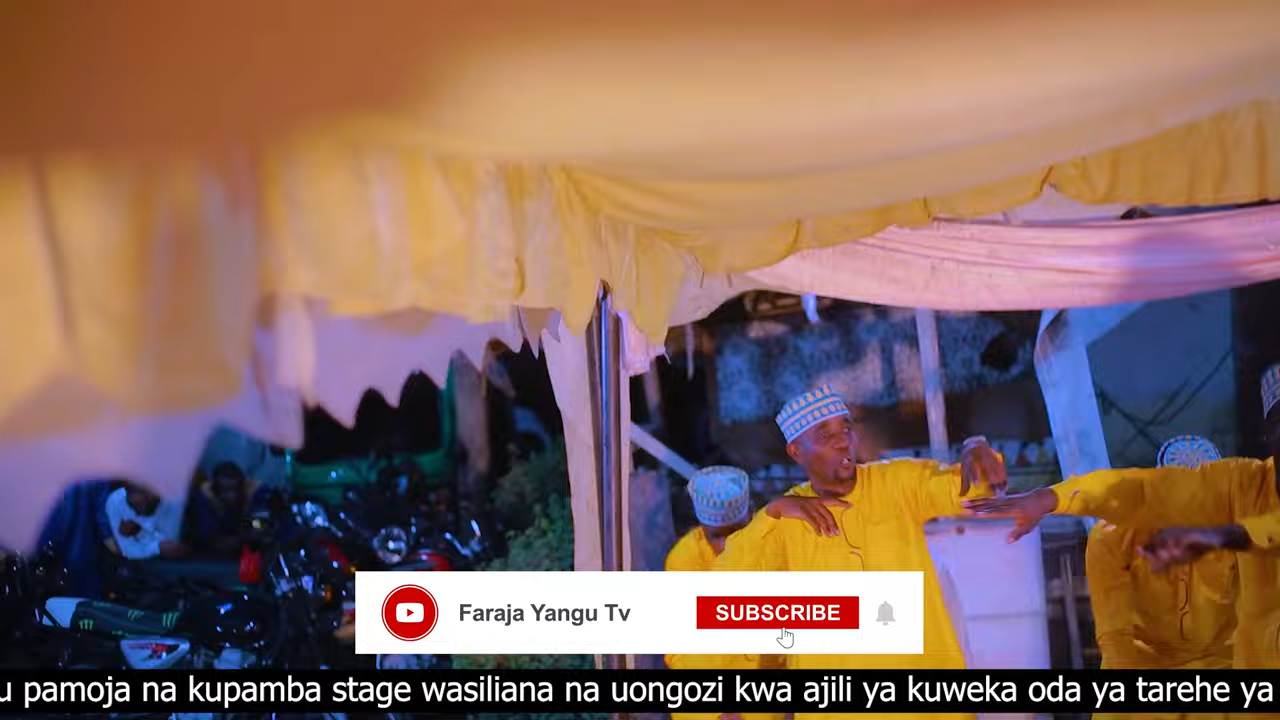 Faraja Yangu Tv
SUBSCRIBE
pamoja na kupamba stage wasiliana na uongozi kwa ajili ya kuweka oda ya tarehe ya